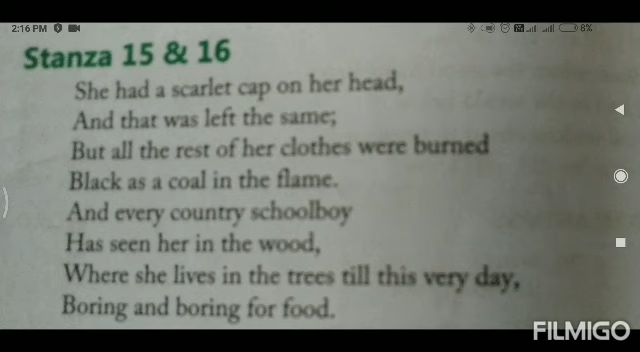 2:16 PM
8%
Stanza 15 & 16
She had a scarlet cap on her head,
And that was left the same;
But all the rest of her clothes were burned
Black as a coal in the flame.
And every country schoolboy
Has seen her in the wood,
Where she lives in the trees till this very day,
Boring and boring for food.
FILMIGO